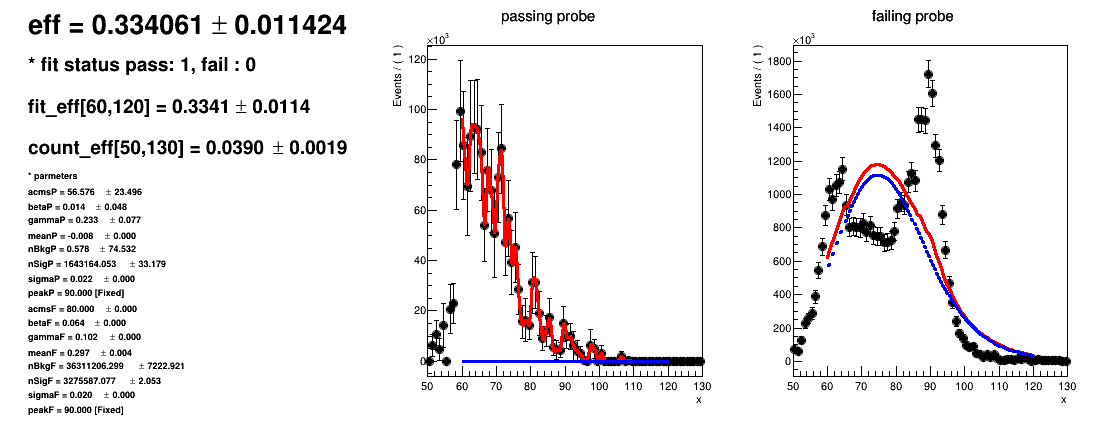 eff = 0.334061 ± 0.011424
* fit status pass: 1, fail : 0
fit_eff[60,120] = 0.3341 ± 0.0114
count_eff[50,130] = 0.0390 ± 0.0019
* parmeters
acmsP = 56.576 ± 23.496
betaP = 0.014 ± 0.048
gammaP = 0.233 ± 0.077
meanP = -0.008 ± 0.000
nBkgP = 0.578 ± 74.532
nSigP = 1643164.053 ± 33.179
sigmaP = 0.022 ± 0.000
peakP = 90.000 [Fixed]
acmsF = 80.000 ± 0.000
betaF = 0.064 ± 0.000
gammaF = 0.102 ± 0.000
meanF = 0.297 ± 0.004
nBkgF = 36311206.299 ± 7222.921
nSigF = 3275587.077 ± 2.053
sigmaF = 0.020 ± 0.000
peakF = 90.000 [Fixed]
passing probe
×10³
Events / ( 1 )
120
100
80
60
40
20
0
50 60 70 80 90 100 110 120 130
x
failing probe
×10³
Events / ( 1 )
1800
1600
1400
1200
1000
800
600
400
200
0
50 60 70 80 90 100 110 120 130
x